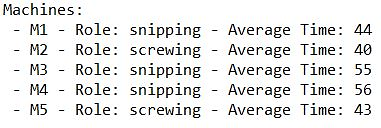 Machines:
- M1 - Role: snipping - Average Time: 44
- M2 - Role: screwing - Average Time: 40
- M3 - Role: snipping - Average Time: 55
- M4 - Role: snipping - Average Time: 56
- M5 - Role: screwing - Average Time: 43